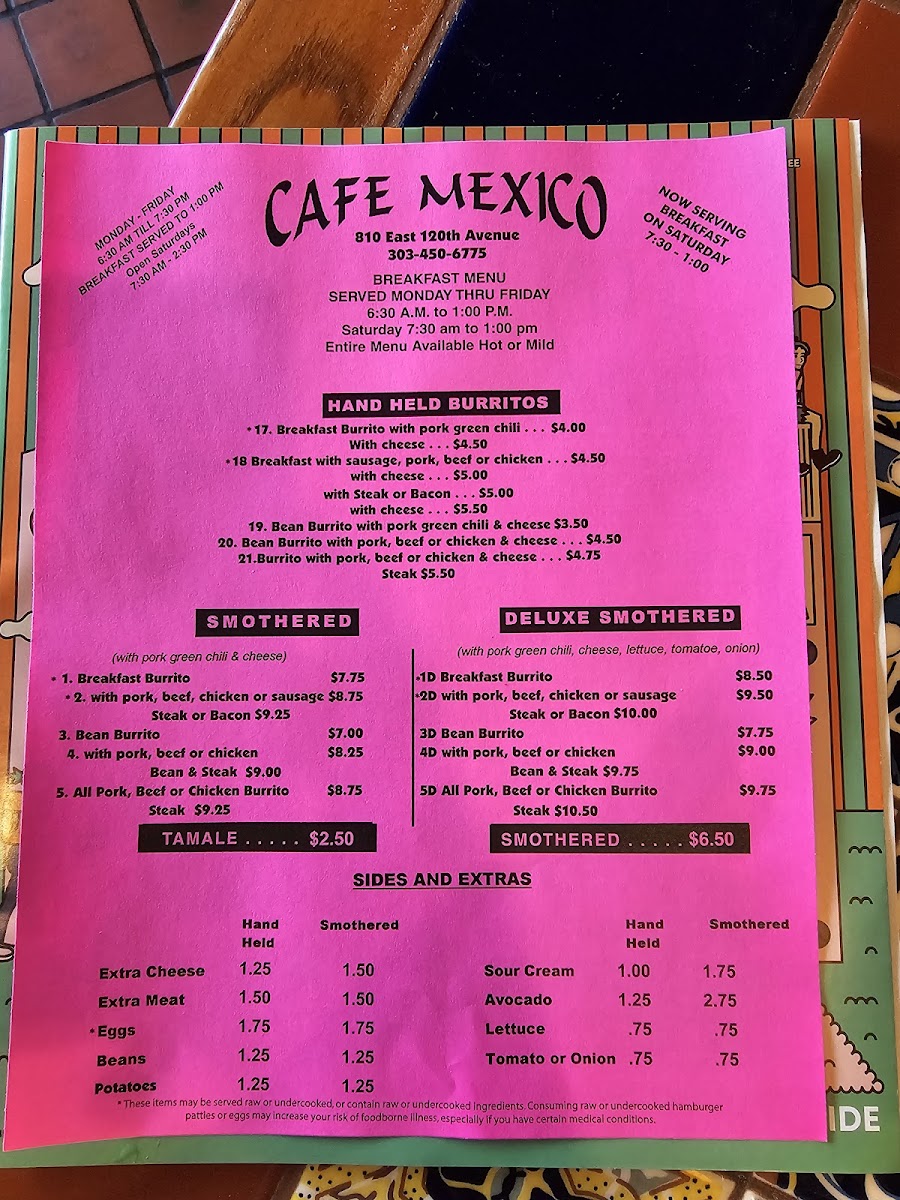 MONDAY - FRIDAY
6:30 AM TILL 7:30 PM
BREAKFAST SERVED TO 1:00 PM
Open Saturdays
7:30 AM - 2:30 PM
CAFE MEXICO
810 East 120th Avenue
303-450-6775
NOW SERVING
BREAKFAST
ON SATURDAY
7:30 - 1:00
BREAKFAST MENU
SERVED MONDAY THRU FRIDAY
6:30 A.M. to 1:00 P.M.
Saturday 7:30 am to 1:00 pm
Entire Menu Available Hot or Mild
HAND HELD BURRITOS
*17. Breakfast Burrito with pork green chili . . . $4.00
With cheese . . . $4.50
*18 Breakfast with sausage, pork, beef or chicken . . . $4.50
with cheese . . . $5.00
with Steak or Bacon . . . $5.00
with cheese . . . $5.50
19. Bean Burrito with pork green chili & cheese $3.50
20. Bean Burrito with pork, beef or chicken & cheese . . . $4.50
21.Burrito with pork, beef or chicken & cheese . . . $4.75
Steak $5.50
SMOTHERED
(with pork green chili & cheese)
* 1. Breakfast Burrito $7.75
* 2. with pork, beef, chicken or sausage $8.75
Steak or Bacon $9.25
3. Bean Burrito $7.00
4. with pork, beef or chicken $8.25
Bean & Steak $9.00
5. All Pork, Beef or Chicken Burrito $8.75
Steak $9.25
TAMALE . . . . . $2.50
DELUXE SMOTHERED
(with pork green chili, cheese, lettuce, tomatoe, onion)
*1D Breakfast Burrito $8.50
*2D with pork, beef, chicken or sausage $9.50
Steak or Bacon $10.00
3D Bean Burrito $7.75
4D with pork, beef or chicken $9.00
Bean & Steak $9.75
5D All Pork, Beef or Chicken Burrito $9.75
Steak $10.50
SMOTHERED . . . . . $6.50
SIDES AND EXTRAS
Hand Held Smothered
Extra Cheese 1.25 1.50
Extra Meat 1.50 1.50
*Eggs 1.75 1.75
Beans 1.25 1.25
Potatoes 1.25 1.25
Hand Held Smothered
Sour Cream 1.00 1.75
Avocado 1.25 2.75
Lettuce .75 .75
Tomato or Onion .75 .75
* These items may be served raw or undercooked, or contain raw or undercooked ingredients. Consuming raw or undercooked hamburger
patties or eggs may increase your risk of foodborne illness, especially if you have certain medical conditions.
IDE